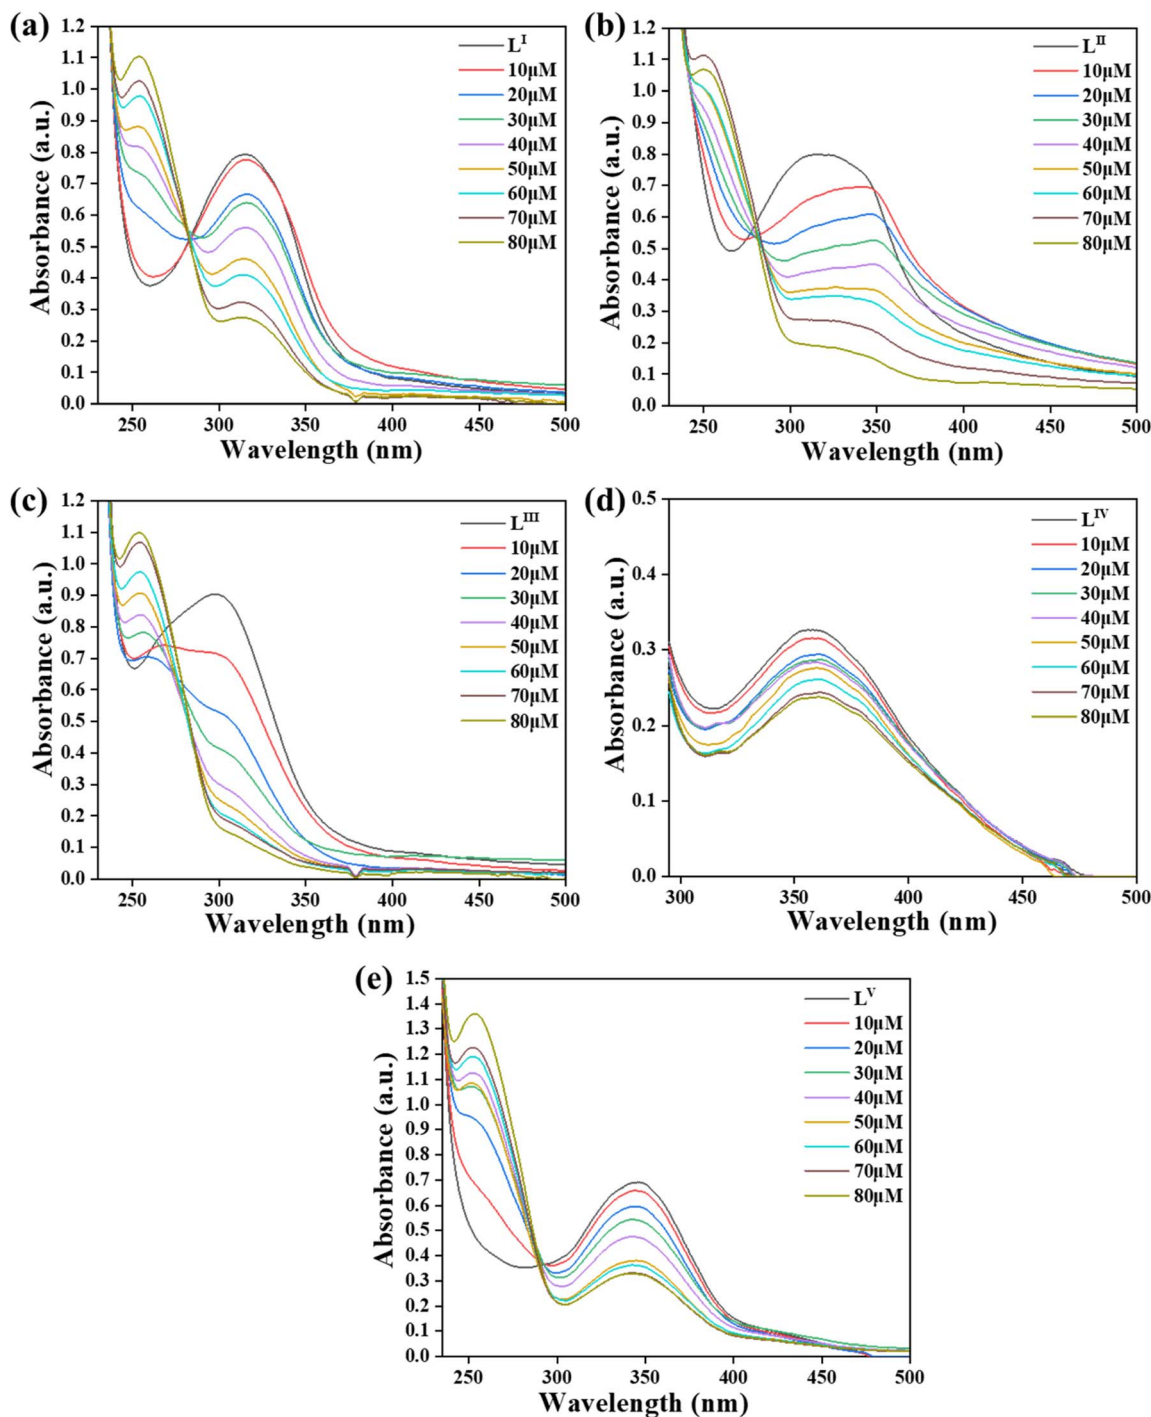 (a)
1.2
1.1
1.0
0.9
0.8
0.7
0.6
0.5
0.4
0.3
0.2
0.1
0.0
Absorbance (a.u.)
250 300 350 400 450 500
Wavelength (nm)
L^I
10μM
20μM
30μM
40μM
50μM
60μM
70μM
80μM
(b)
1.2
1.1
1.0
0.9
0.8
0.7
0.6
0.5
0.4
0.3
0.2
0.1
0.0
Absorbance (a.u.)
250 300 350 400 450 500
Wavelength (nm)
L^II
10μM
20μM
30μM
40μM
50μM
60μM
70μM
80μM
(c)
1.2
1.1
1.0
0.9
0.8
0.7
0.6
0.5
0.4
0.3
0.2
0.1
0.0
Absorbance (a.u.)
250 300 350 400 450 500
Wavelength (nm)
L^III
10μM
20μM
30μM
40μM
50μM
60μM
70μM
80μM
(d)
0.5
0.4
0.3
0.2
0.1
0.0
Absorbance (a.u.)
300 350 400 450 500
Wavelength (nm)
L^IV
10μM
20μM
30μM
40μM
50μM
60μM
70μM
80μM
(e)
1.5
1.4
1.3
1.2
1.1
1.0
0.9
0.8
0.7
0.6
0.5
0.4
0.3
0.2
0.1
0.0
Absorbance (a.u.)
250 300 350 400 450 500
Wavelength (nm)
L^V
10μM
20μM
30μM
40μM
50μM
60μM
70μM
80μM